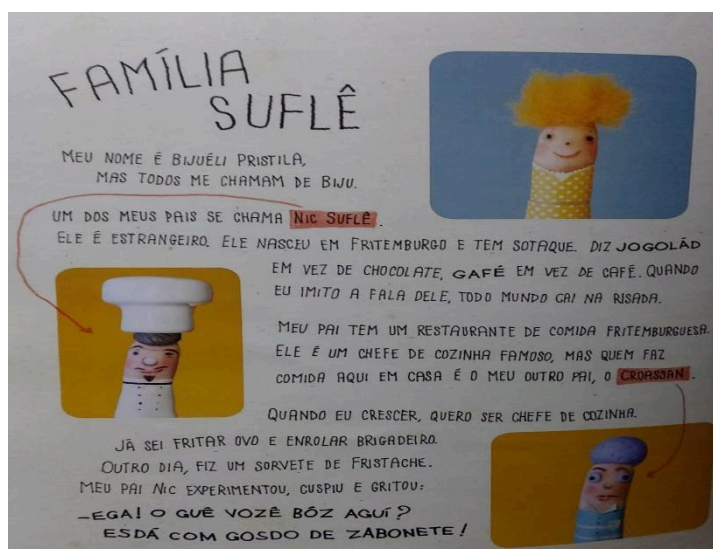 FAMÍLIA
SUFLÊ
MEU NOME É BIJUÉLI PRISTILA,
MAS TODOS ME CHAMAM DE BIJU.
UM DOS MEUS PAIS SE CHAMA NIC SUFLÊ.
ELE É ESTRANGEIRO. ELE NASCEU EM FRITEMBURGO E TEM SOTAQUE. DIZ JOGOLÁD
EM VEZ DE CHOCOLATE, GAFÉ EM VEZ DE CAFÉ. QUANDO
EU IMITO A FALA DELE, TODO MUNDO CAI NA RISADA.
MEU PAI TEM UM RESTAURANTE DE COMIDA FRITEMBURGUESA.
ELE É UM CHEFE DE COZINHA FAMOSO, MAS QUEM FAZ
COMIDA AQUI EM CASA É O MEU OUTRO PAI, O CROASSAN.
QUANDO EU CRESCER, QUERO SER CHEFE DE COZINHA.
JÁ SEI FRITAR OVO E ENROLAR BRIGADEIRO.
OUTRO DIA, FIZ UM SORVETE DE FRISTACHE.
MEU PAI NIC EXPERIMENTOU, CUSPIU E GRITOU:
—EGA! O GUÊ VOZÊ BÔZ AGUÍ?
ESDÁ COM GOSDO DE ZABONETE!